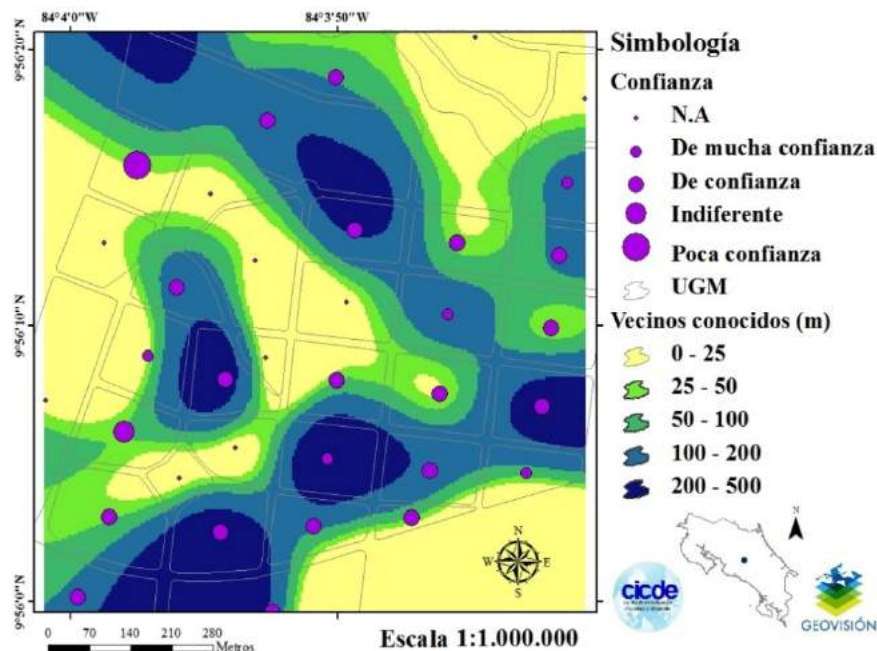 84°4'0"W
84°3'50"W
9°56'20" N
9°56'10"N
9°56'0"N
Simbología
Confianza
N.A
De mucha confianza
De confianza
Indiferente
Poca confianza
UGM
Vecinos conocidos (m)
0 - 25
25 - 50
50 - 100
100 - 200
200 - 500
N
W
E
S
N
cicde
GEOVISIÓN
0 70 140 210 280
Metros
Escala 1:1.000.000